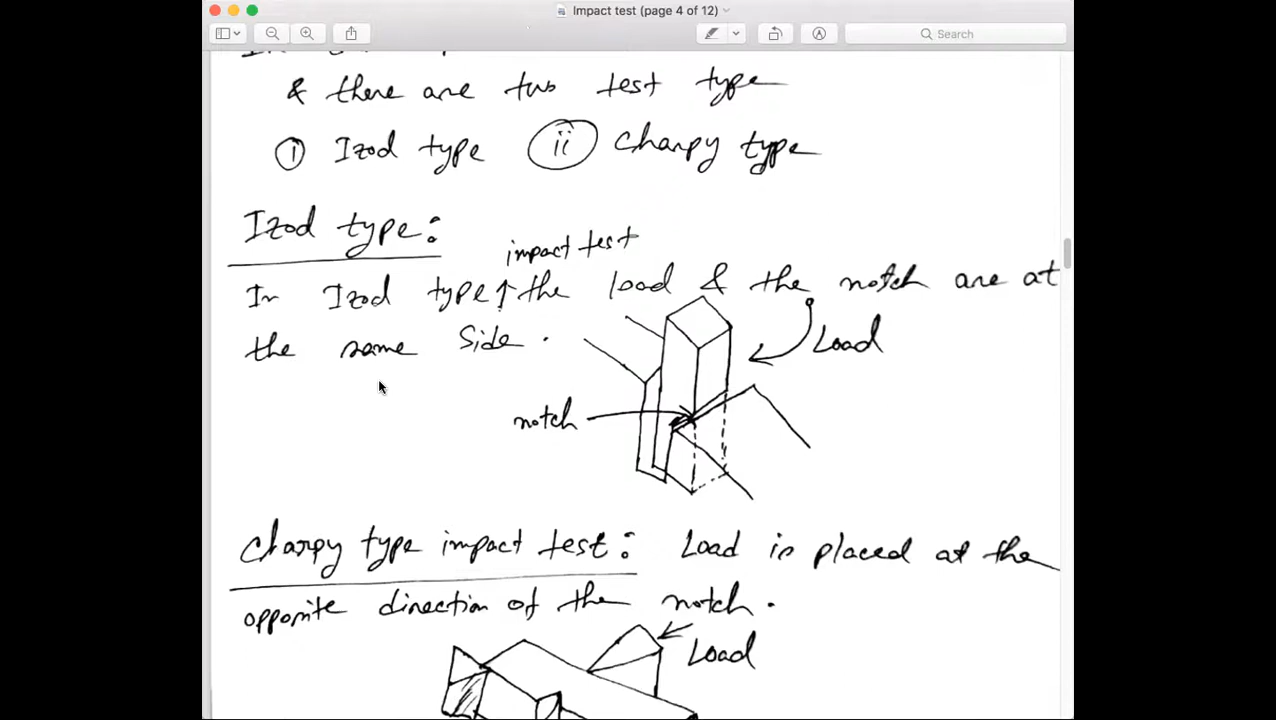 Impact test (page 4 of 12)
Search
& there are two test type
i Izod type ii Charpy type
Izod type:
impact test
In Izod type ↑ the load & the notch are at
the same side.
Load
notch
Charpy type impact test: Load is placed at the
opposite direction of the notch.
Load